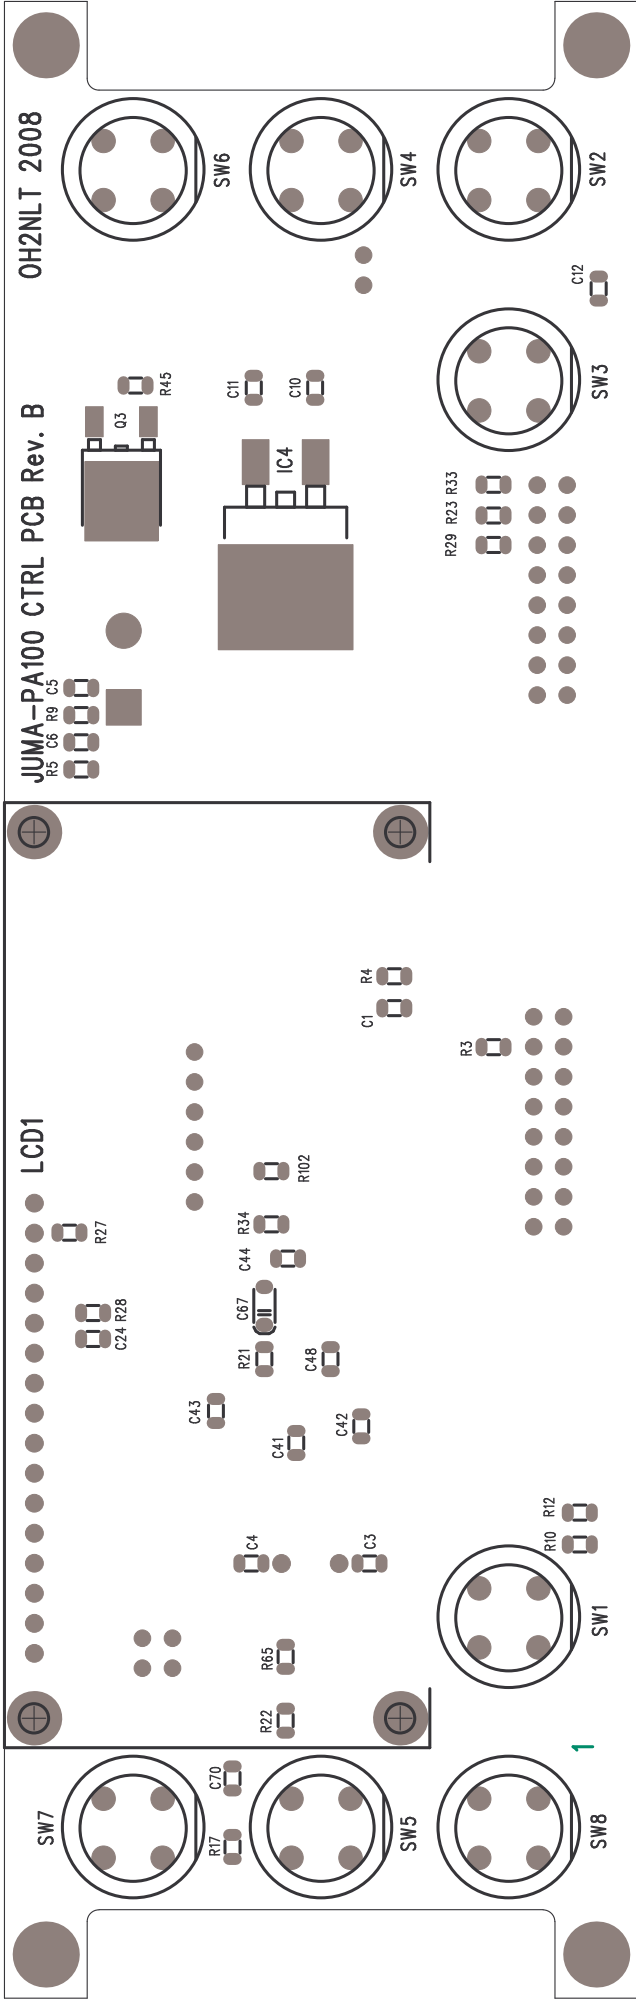 OH2NLT 2008
SW6
SW4
SW2
C12
SW3
R45
Q3
C11
C10
IC4
JUMA-PA100 CTRL PCB Rev. B
R33
R23
R29
C5
R9
C6
R5
R4
C1
R3
LCD1
R102
R27
R34
C44
R28
C24
C67
R21
C48
C43
C42
C41
C4
C3
R12
R10
SW1
R65
R22
1
C70
SW7
R17
SW5
SW8